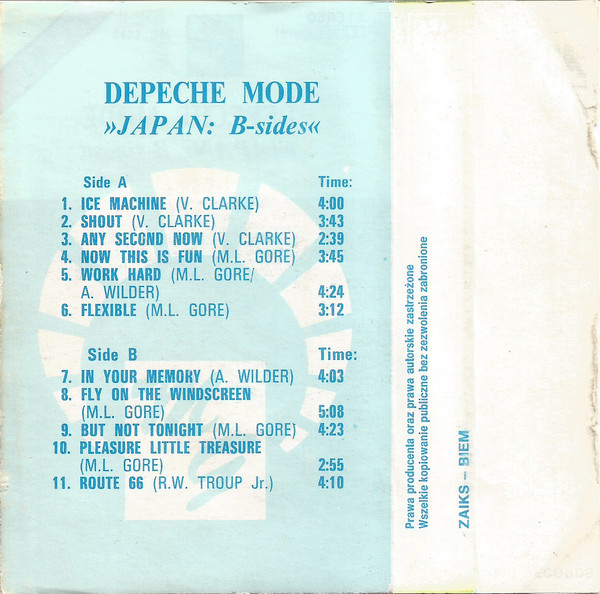 DEPECHE MODE
»JAPAN: B-sides«
Side A Time:
1. ICE MACHINE (V. CLARKE) 4:00
2. SHOUT (V. CLARKE) 3:43
3. ANY SECOND NOW (V. CLARKE) 2:39
4. NOW THIS IS FUN (M.L. GORE) 3:45
5. WORK HARD (M.L. GORE/
A. WILDER) 4:24
6. FLEXIBLE (M.L. GORE) 3:12
Side B Time:
7. IN YOUR MEMORY (A. WILDER) 4:03
8. FLY ON THE WINDSCREEN
(M.L. GORE) 5:08
9. BUT NOT TONIGHT (M.L. GORE) 4:23
10. PLEASURE LITTLE TREASURE
(M.L. GORE) 2:55
11. ROUTE 66 (R.W. TROUP Jr.) 4:10
Prawa producenta oraz prawa autorskie zastrzeżone
Wszelkie kopiowanie publiczne bez zezwolenia zabronione
ZAIKS – BIEM